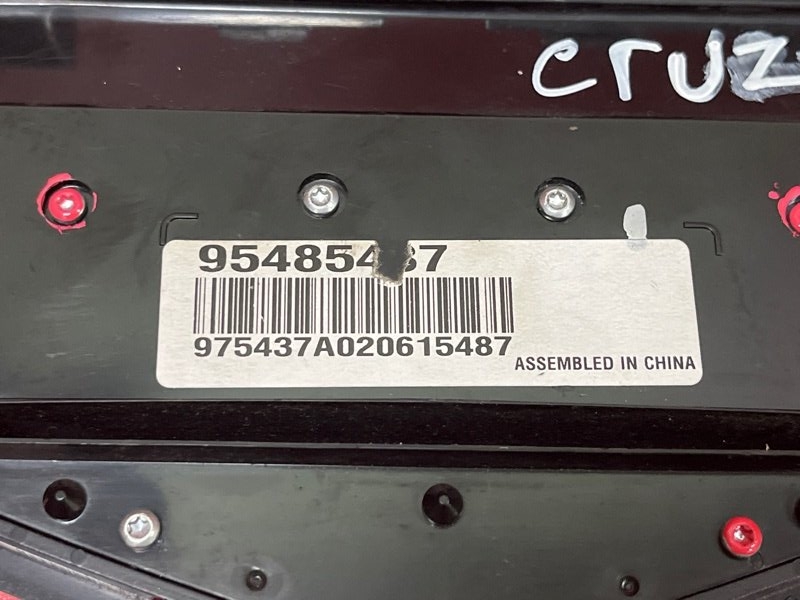 cruz
975437A020615487
ASSEMBLED IN CHINA